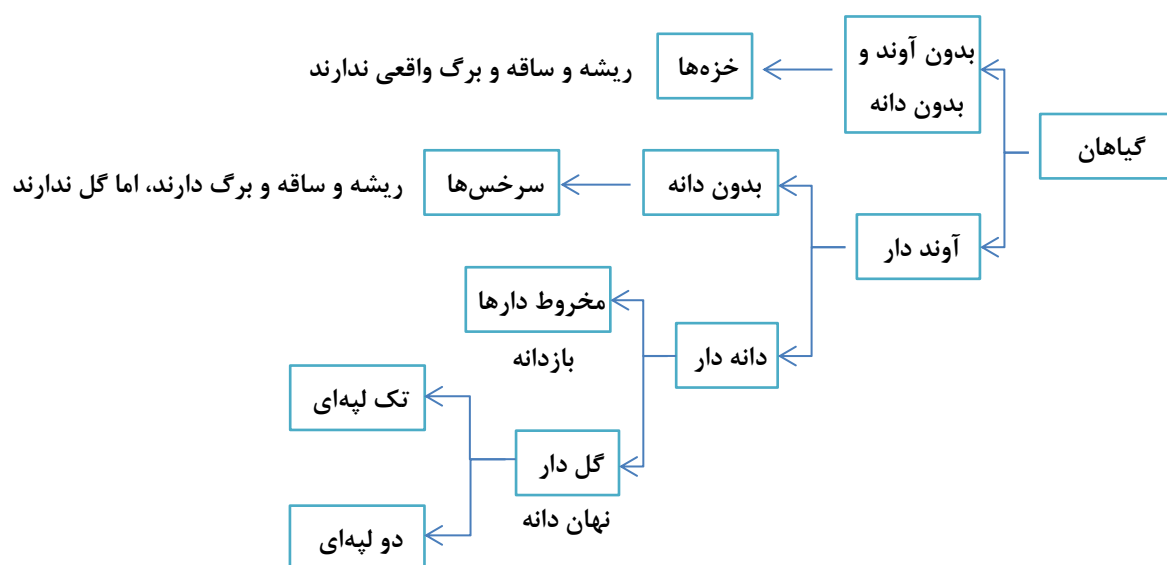 گیاهان
بدون آوند و
بدون دانه
خزه‌ها
ریشه و ساقه و برگ واقعی ندارند
آوند دار
بدون دانه
سرخس‌ها
ریشه و ساقه و برگ دارند، اما گل ندارند
دانه دار
مخروط دارها
بازدانه
گل دار
نهان دانه
تک لپه‌ای
دو لپه‌ای